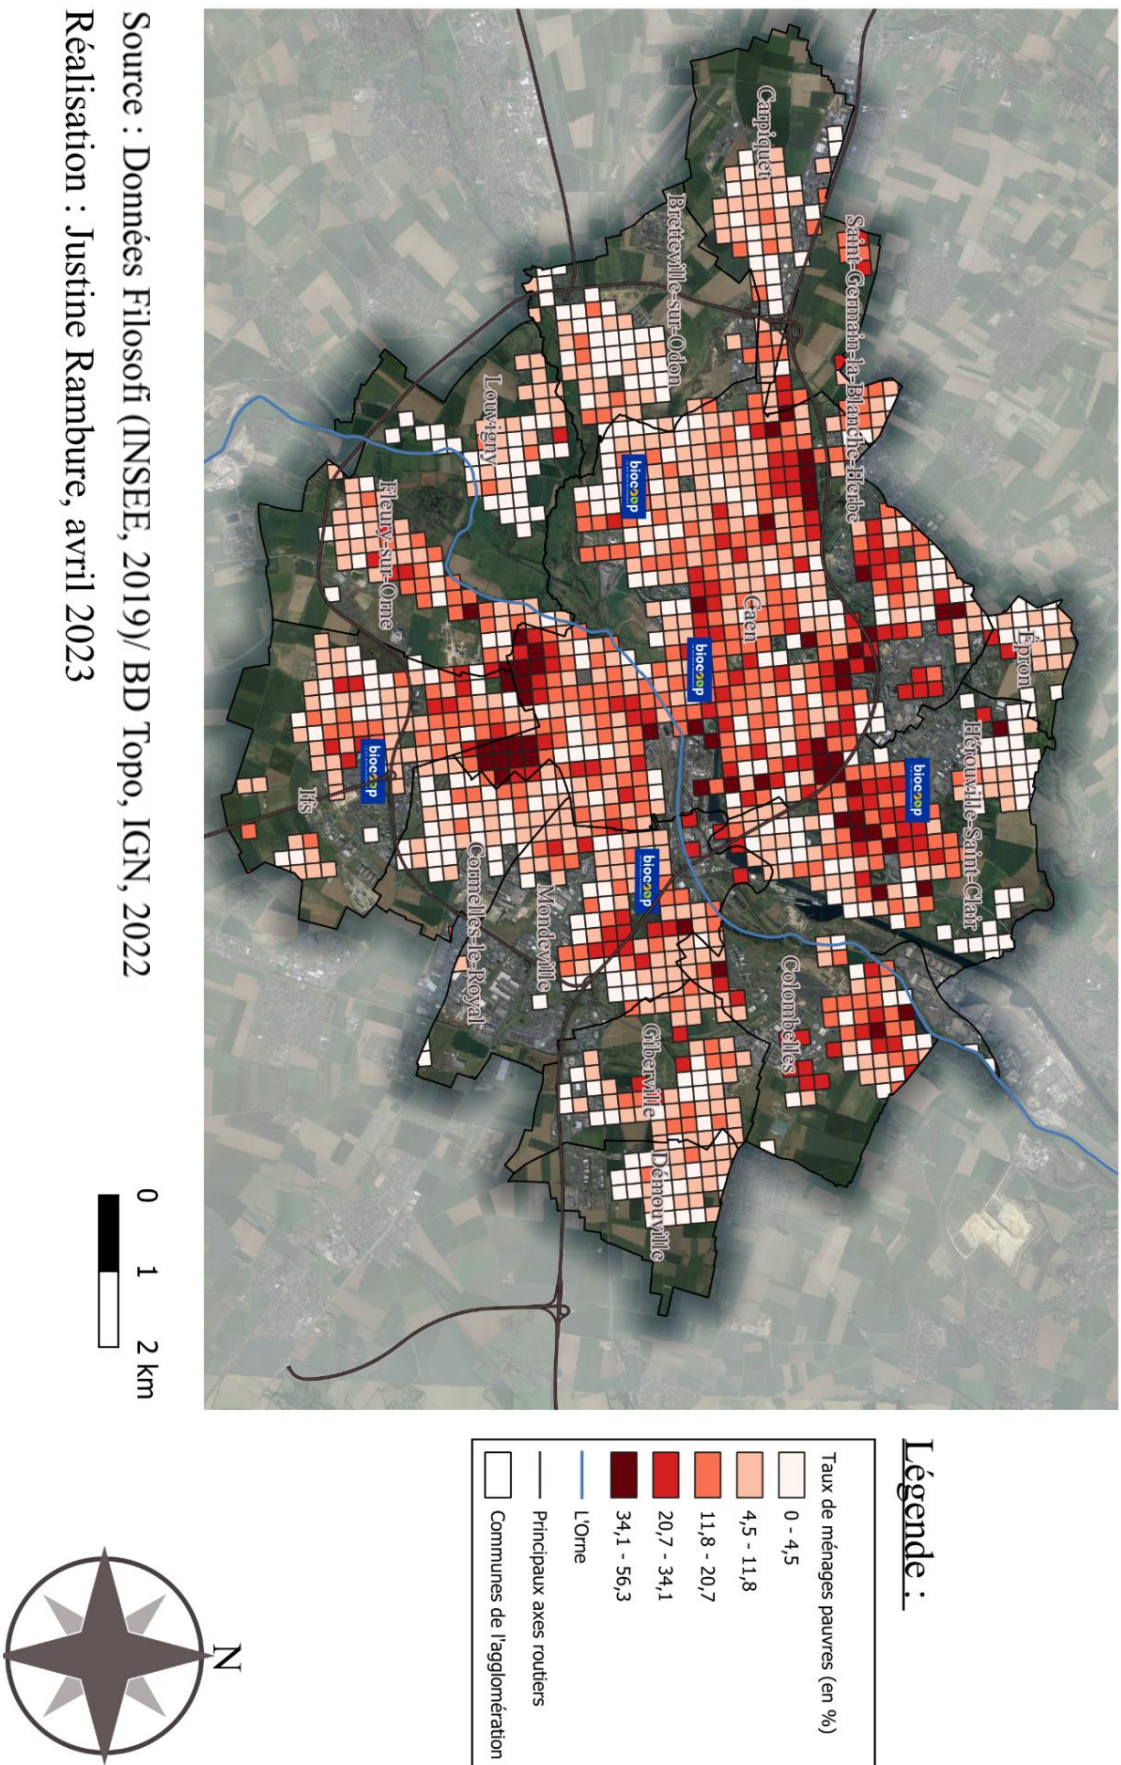 Carpiquet
Saint-Germain-la-Blanche-Herbe
Bretteville-sur-Odon
Louvigny
Fleury-sur-Orne
Caen
Épron
Hérouville-Saint-Clair
Ifs
Cormelles-le-Royal
Mondeville
Colombelles
Giberville
Démouville
biocoop
biocoop
biocoop
biocoop
biocoop
Légende :
Taux de ménages pauvres (en %)
0 - 4,5
4,5 - 11,8
11,8 - 20,7
20,7 - 34,1
34,1 - 56,3
L'Orne
Principaux axes routiers
Communes de l'agglomération
N
0 1 2 km
Source : Données Filosofi (INSEE, 2019)/ BD Topo, IGN, 2022
Réalisation : Justine Rambure, avril 2023